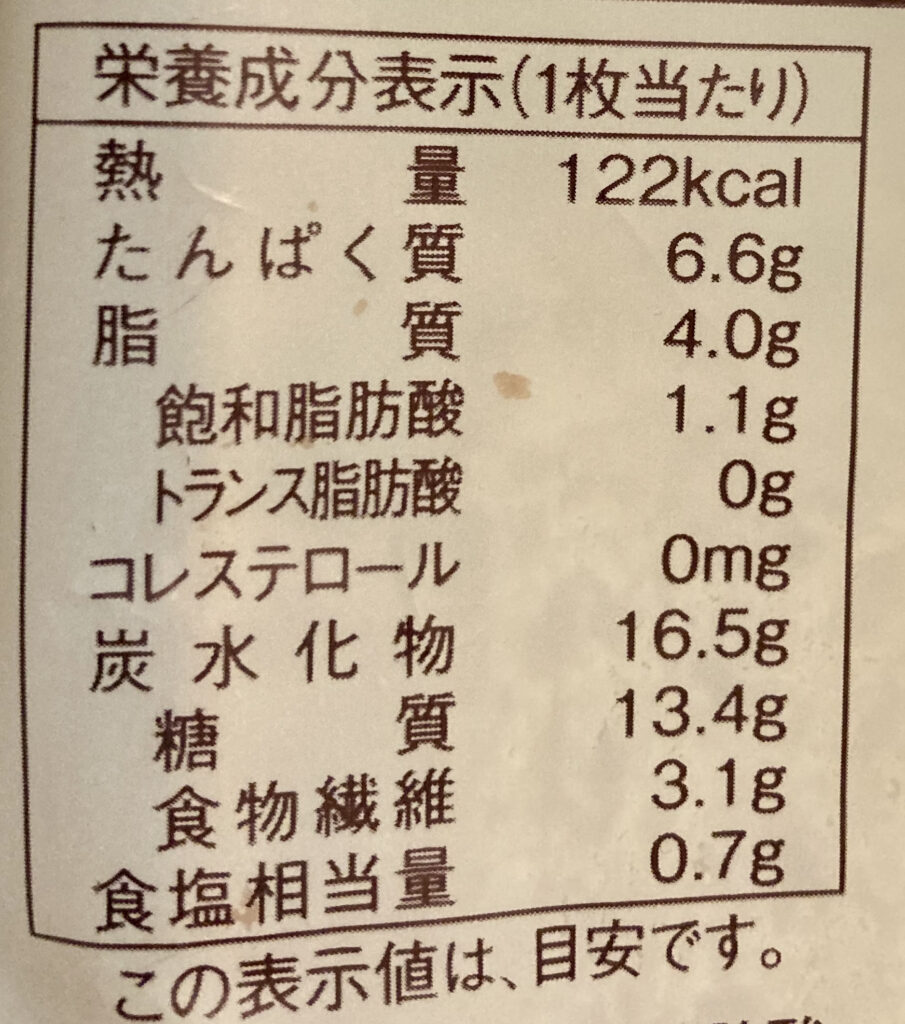 栄養成分表示(1枚当たり)
熱量 122kcal
たんぱく質 6.6g
脂質 4.0g
飽和脂肪酸 1.1g
トランス脂肪酸 0g
コレステロール 0mg
炭水化物 16.5g
糖質 13.4g
食物繊維 3.1g
食塩相当量 0.7g
この表示値は、目安です。